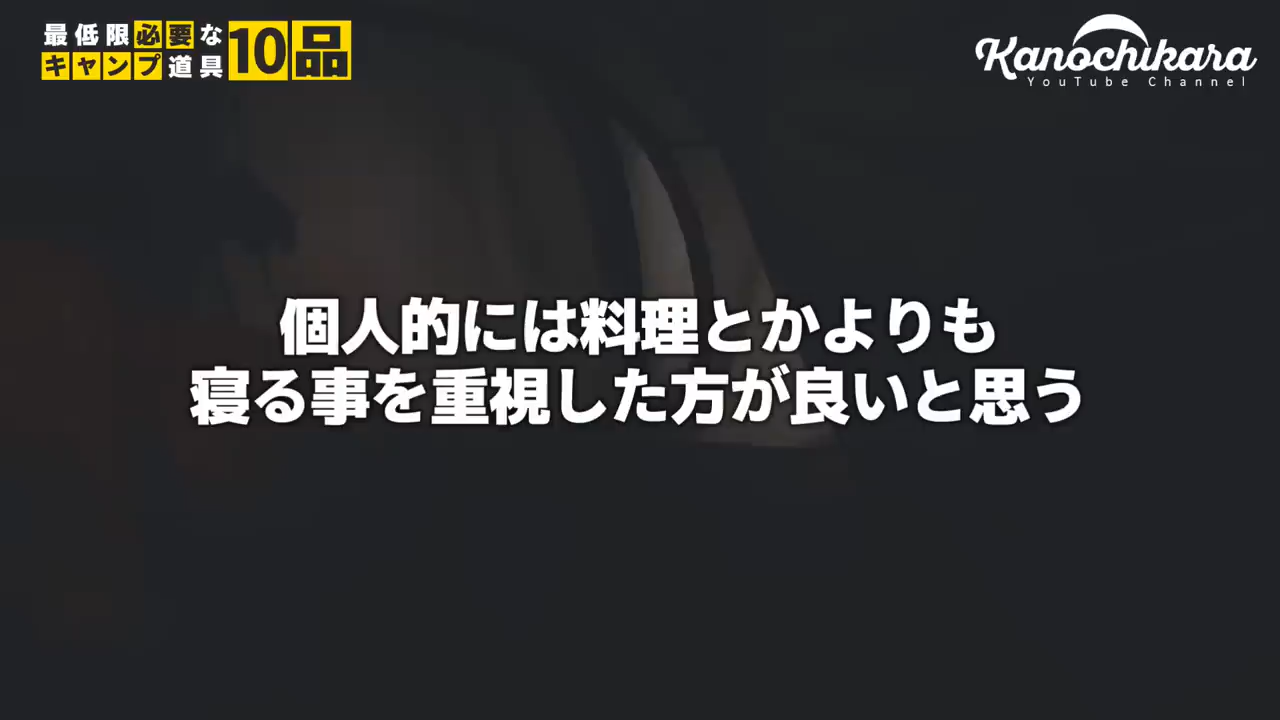 最低限必要な
キャンプ道具10品
Kanochikara
YouTube Channel
個人的には料理とかよりも
寝る事を重視した方が良いと思う